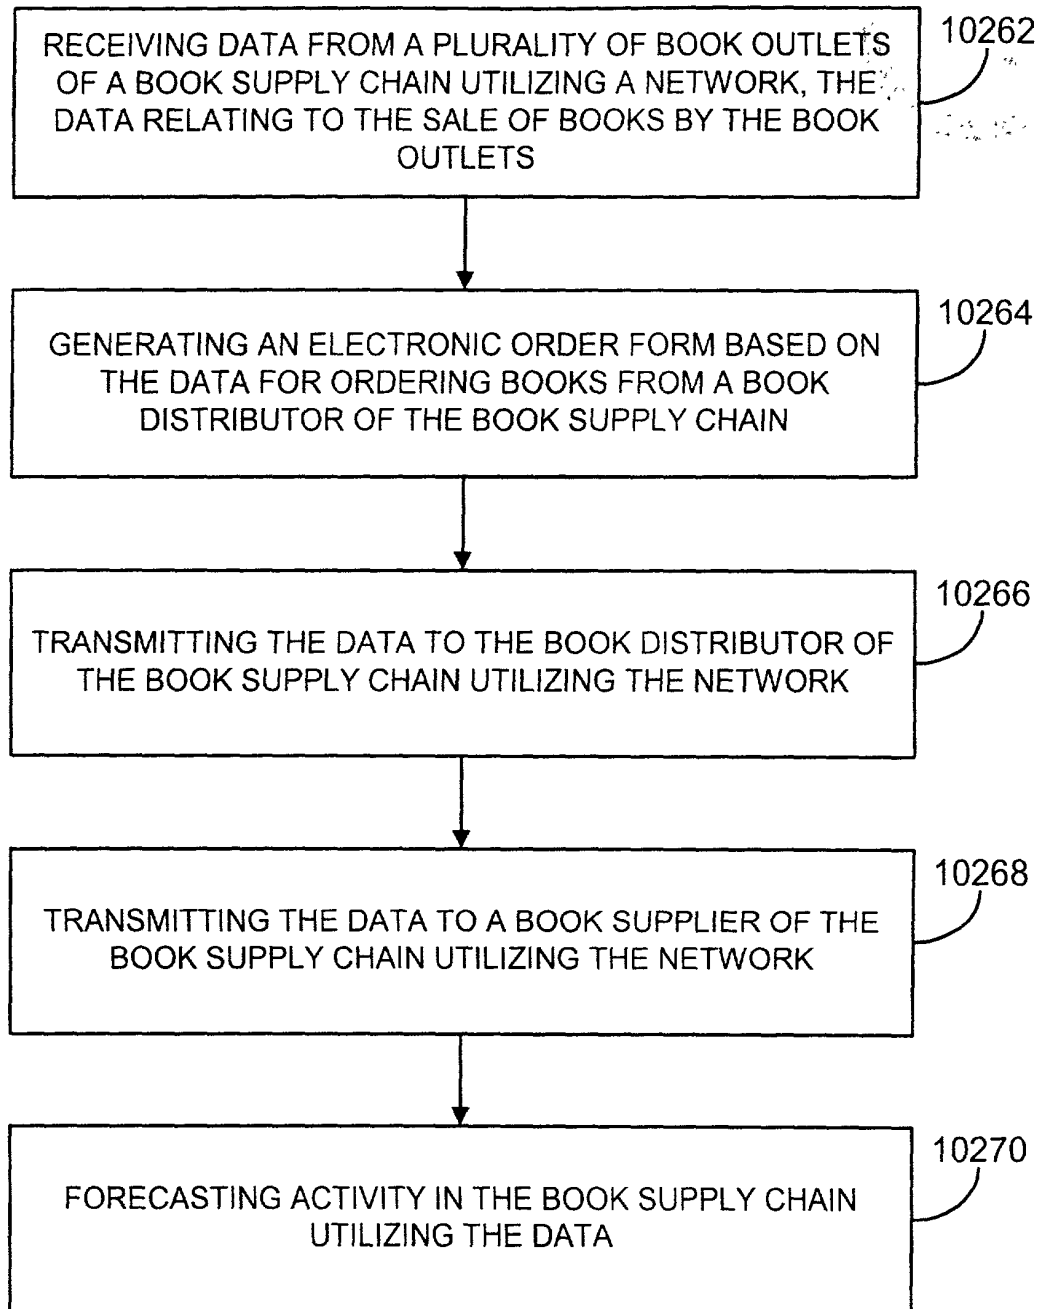 RECEIVING DATA FROM A PLURALITY OF BOOK OUTLETS
OF A BOOK SUPPLY CHAIN UTILIZING A NETWORK, THE
DATA RELATING TO THE SALE OF BOOKS BY THE BOOK
OUTLETS
10262
GENERATING AN ELECTRONIC ORDER FORM BASED ON
THE DATA FOR ORDERING BOOKS FROM A BOOK
DISTRIBUTOR OF THE BOOK SUPPLY CHAIN
10264
TRANSMITTING THE DATA TO THE BOOK DISTRIBUTOR OF
THE BOOK SUPPLY CHAIN UTILIZING THE NETWORK
10266
TRANSMITTING THE DATA TO A BOOK SUPPLIER OF THE
BOOK SUPPLY CHAIN UTILIZING THE NETWORK
10268
FORECASTING ACTIVITY IN THE BOOK SUPPLY CHAIN
UTILIZING THE DATA
10270